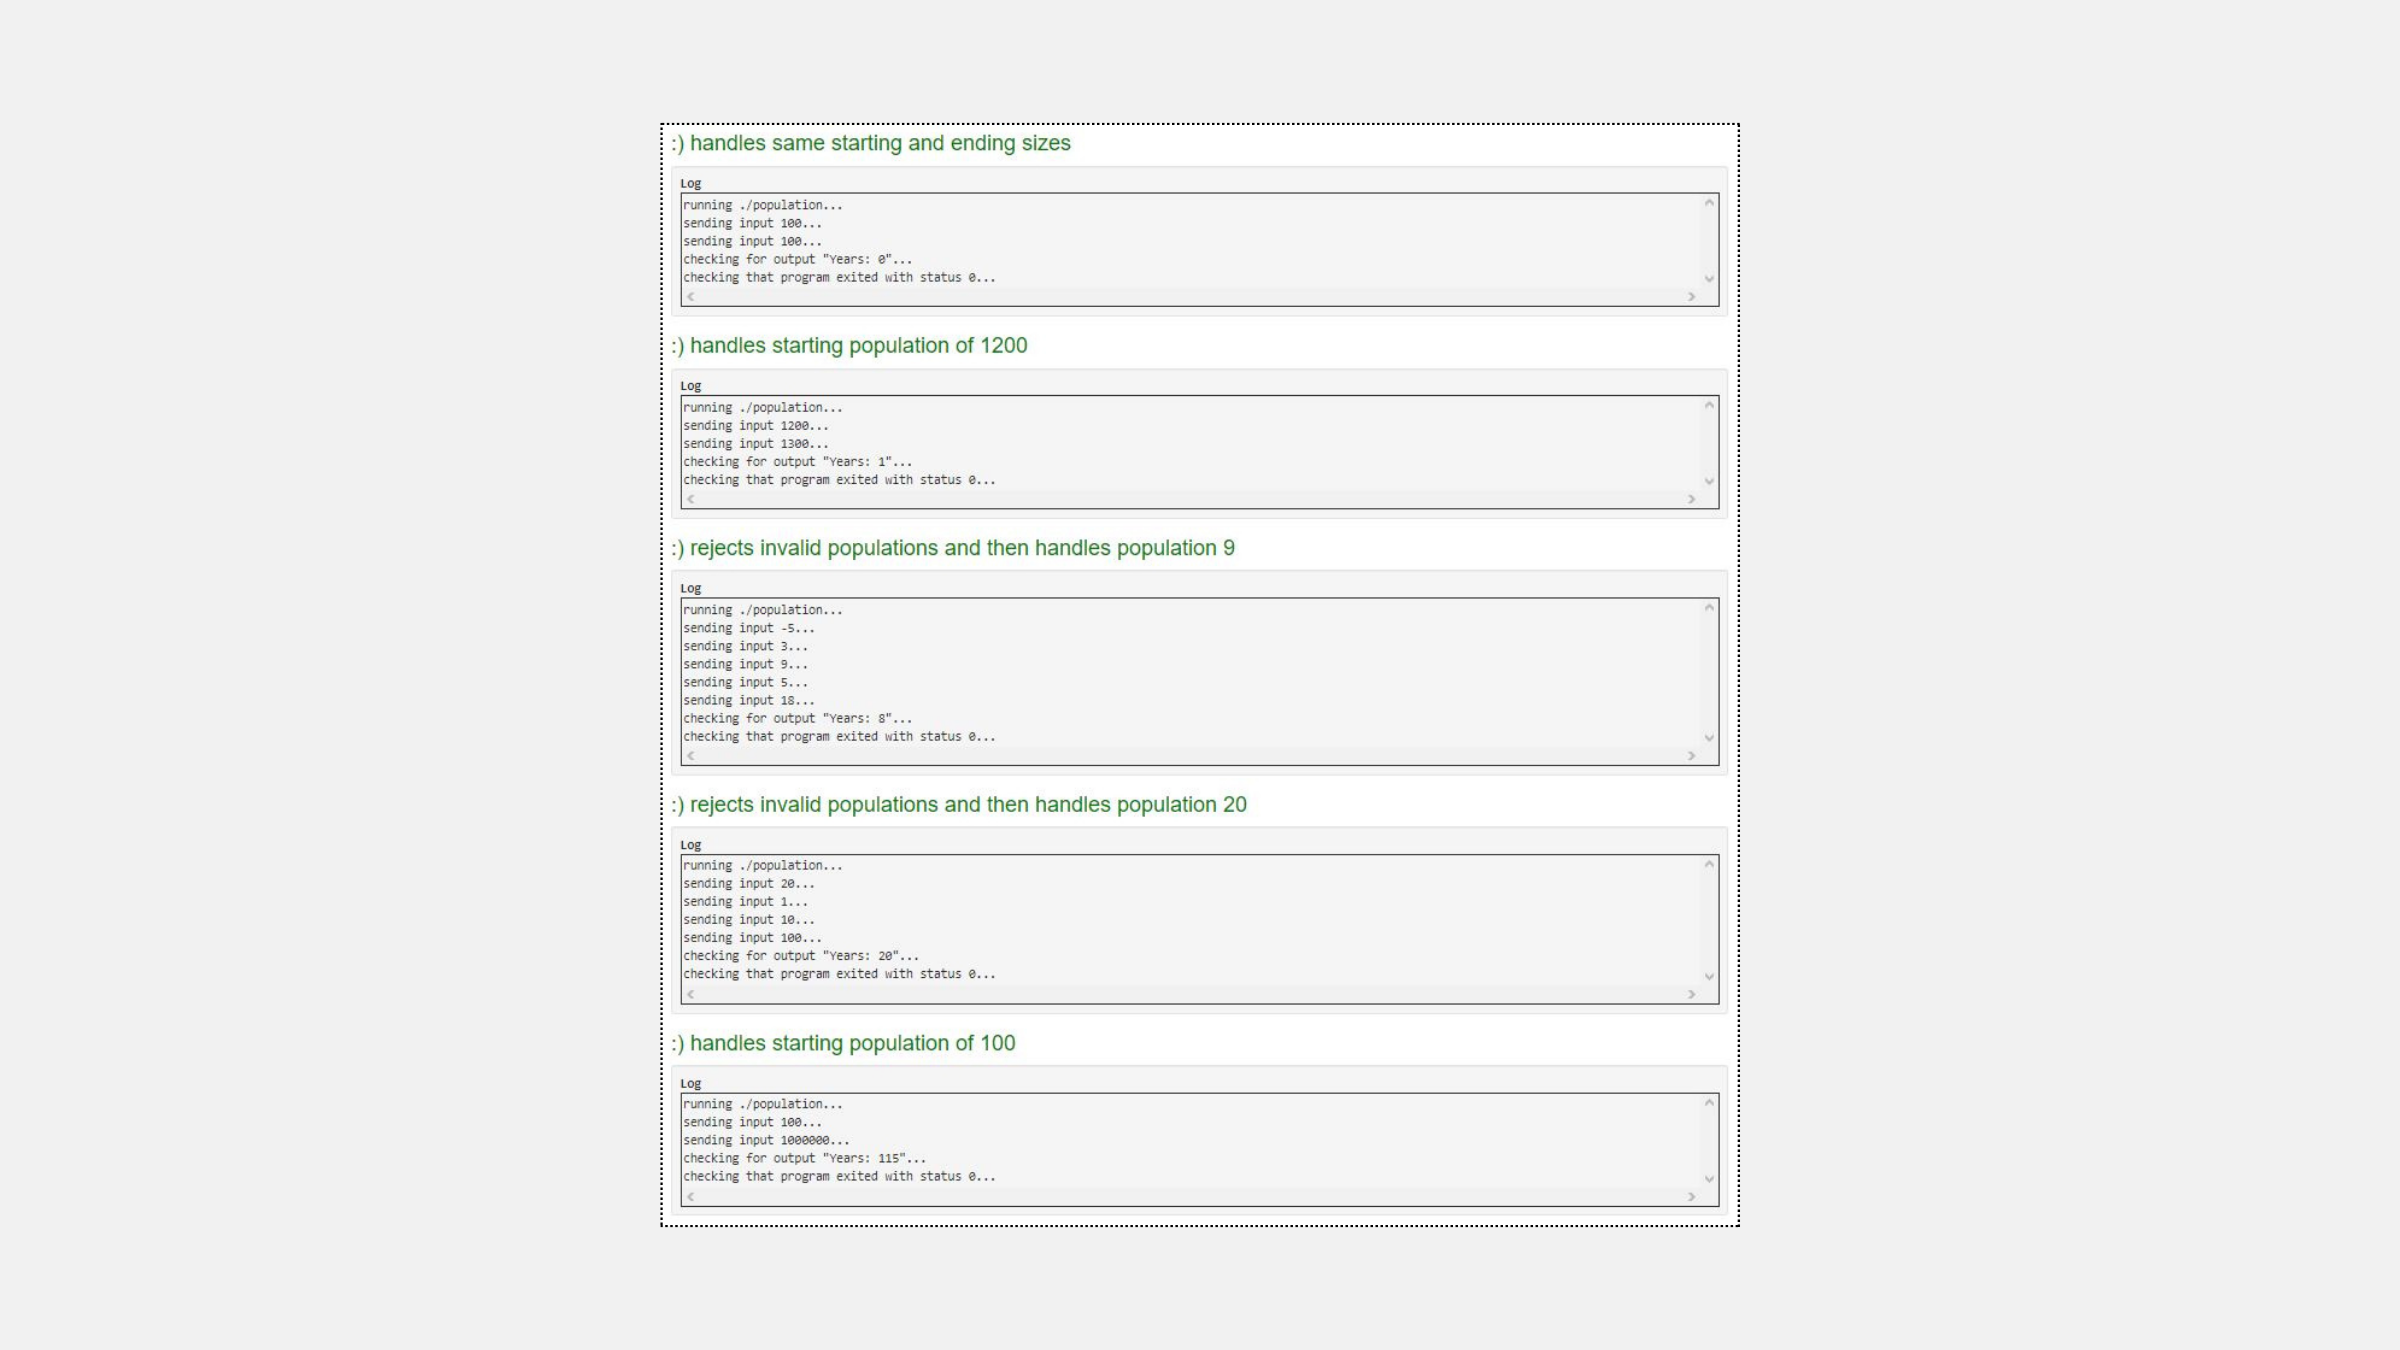 :) handles same starting and ending sizes
Log
running ./population...
sending input 100...
sending input 100...
checking for output "Years: 0"...
checking that program exited with status 0...
:) handles starting population of 1200
Log
running ./population...
sending input 1200...
sending input 1300...
checking for output "Years: 1"...
checking that program exited with status 0...
:) rejects invalid populations and then handles population 9
Log
running ./population...
sending input -5...
sending input 3...
sending input 9...
sending input 5...
sending input 18...
checking for output "Years: 8"...
checking that program exited with status 0...
:) rejects invalid populations and then handles population 20
Log
running ./population...
sending input 20...
sending input 1...
sending input 10...
sending input 100...
checking for output "Years: 20"...
checking that program exited with status 0...
:) handles starting population of 100
Log
running ./population...
sending input 100...
sending input 1000000...
checking for output "Years: 115"...
checking that program exited with status 0...